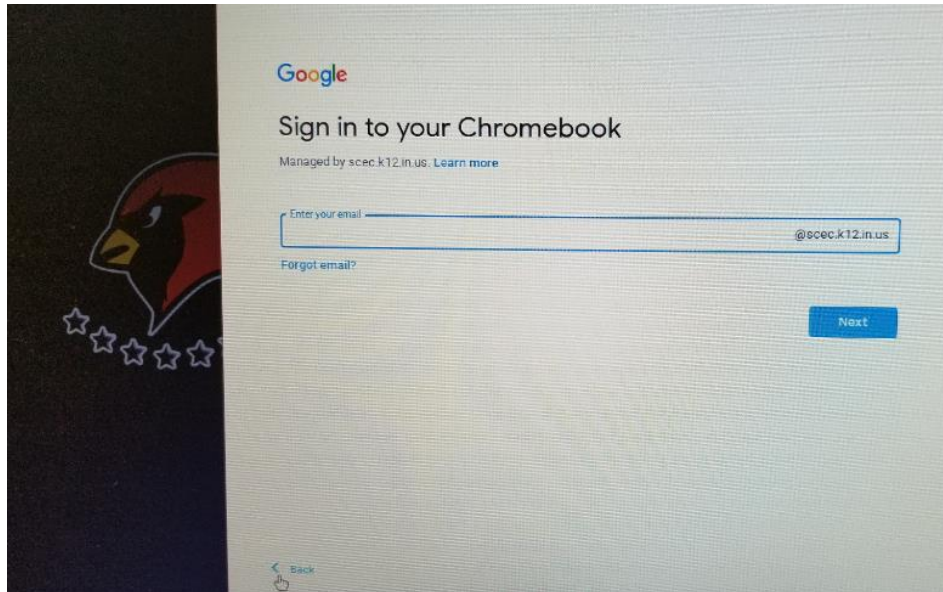 Google
Sign in to your Chromebook
Managed by scec.k12.in.us. Learn more
Enter your email
@scec.k12.in.us
Forgot email?
Next
Back